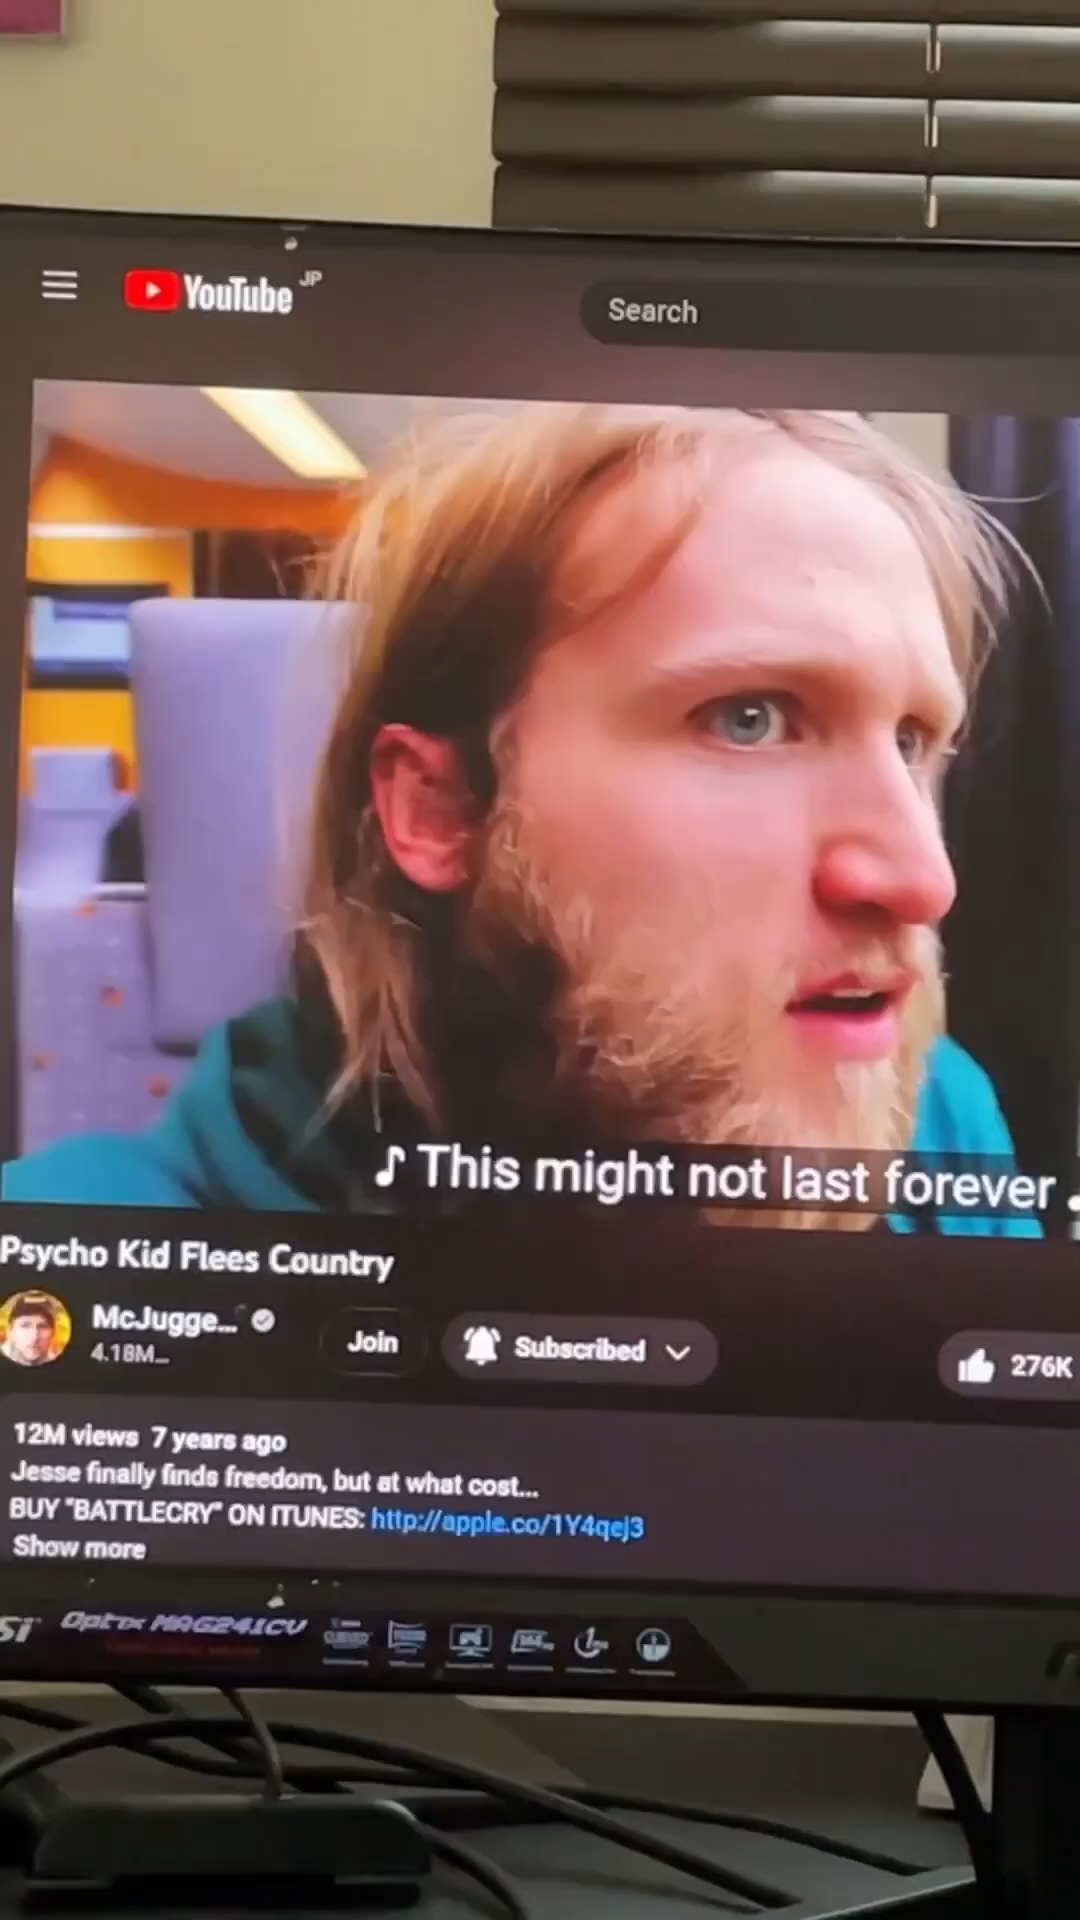 YouTube JP
Search
♪ This might not last forever
Psycho Kid Flees Country
McJugge...
4.18M...
Join
Subscribed
276K
12M views 7 years ago
Jesse finally finds freedom, but at what cost...
BUY "BATTLECRY" ON ITUNES: http://apple.co/1Y4qej3
Show more
Optix MAG241CV